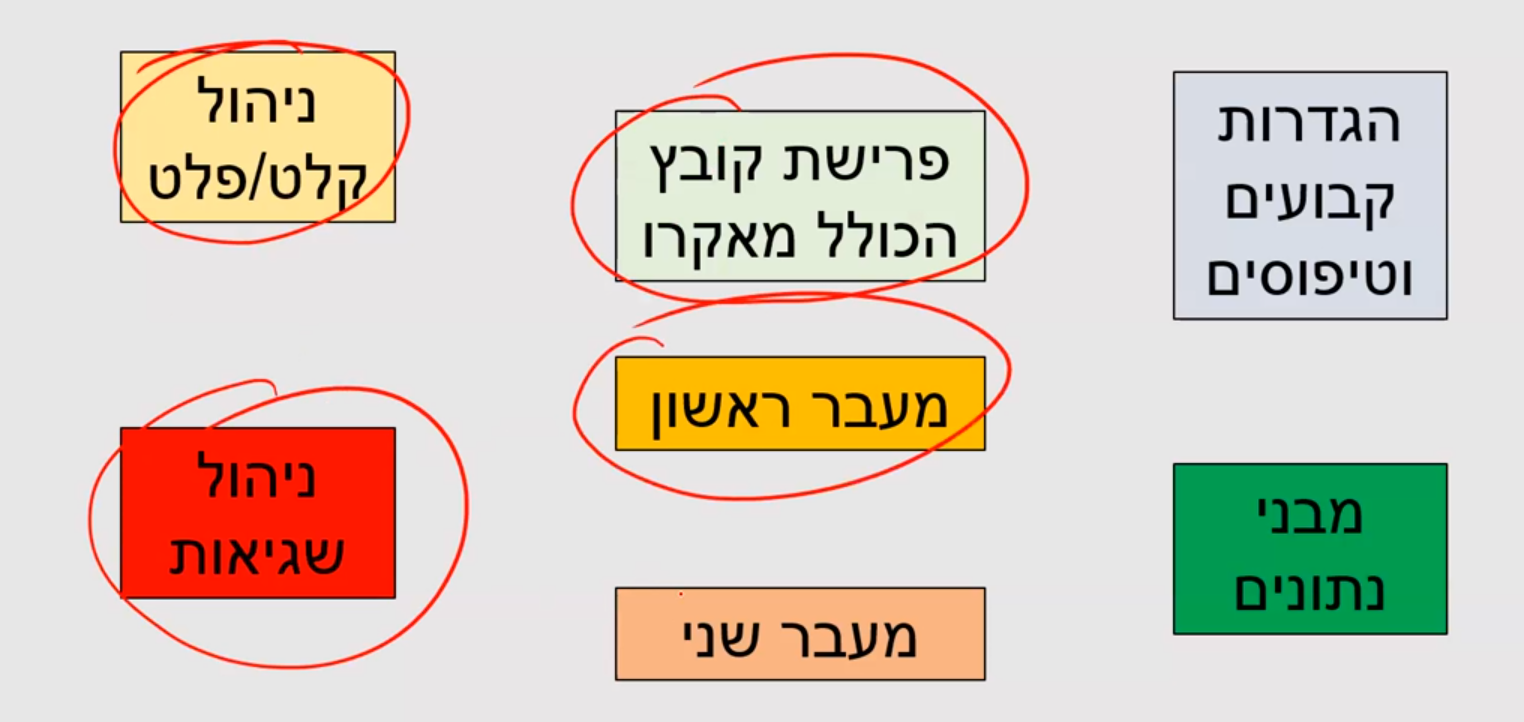 הגדרות
קבועים
וטיפוסים
פרישת קובץ
הכולל מאקרו
ניהול
קלט/פלט
מעבר ראשון
מבני
נתונים
ניהול
שגיאות
מעבר שני